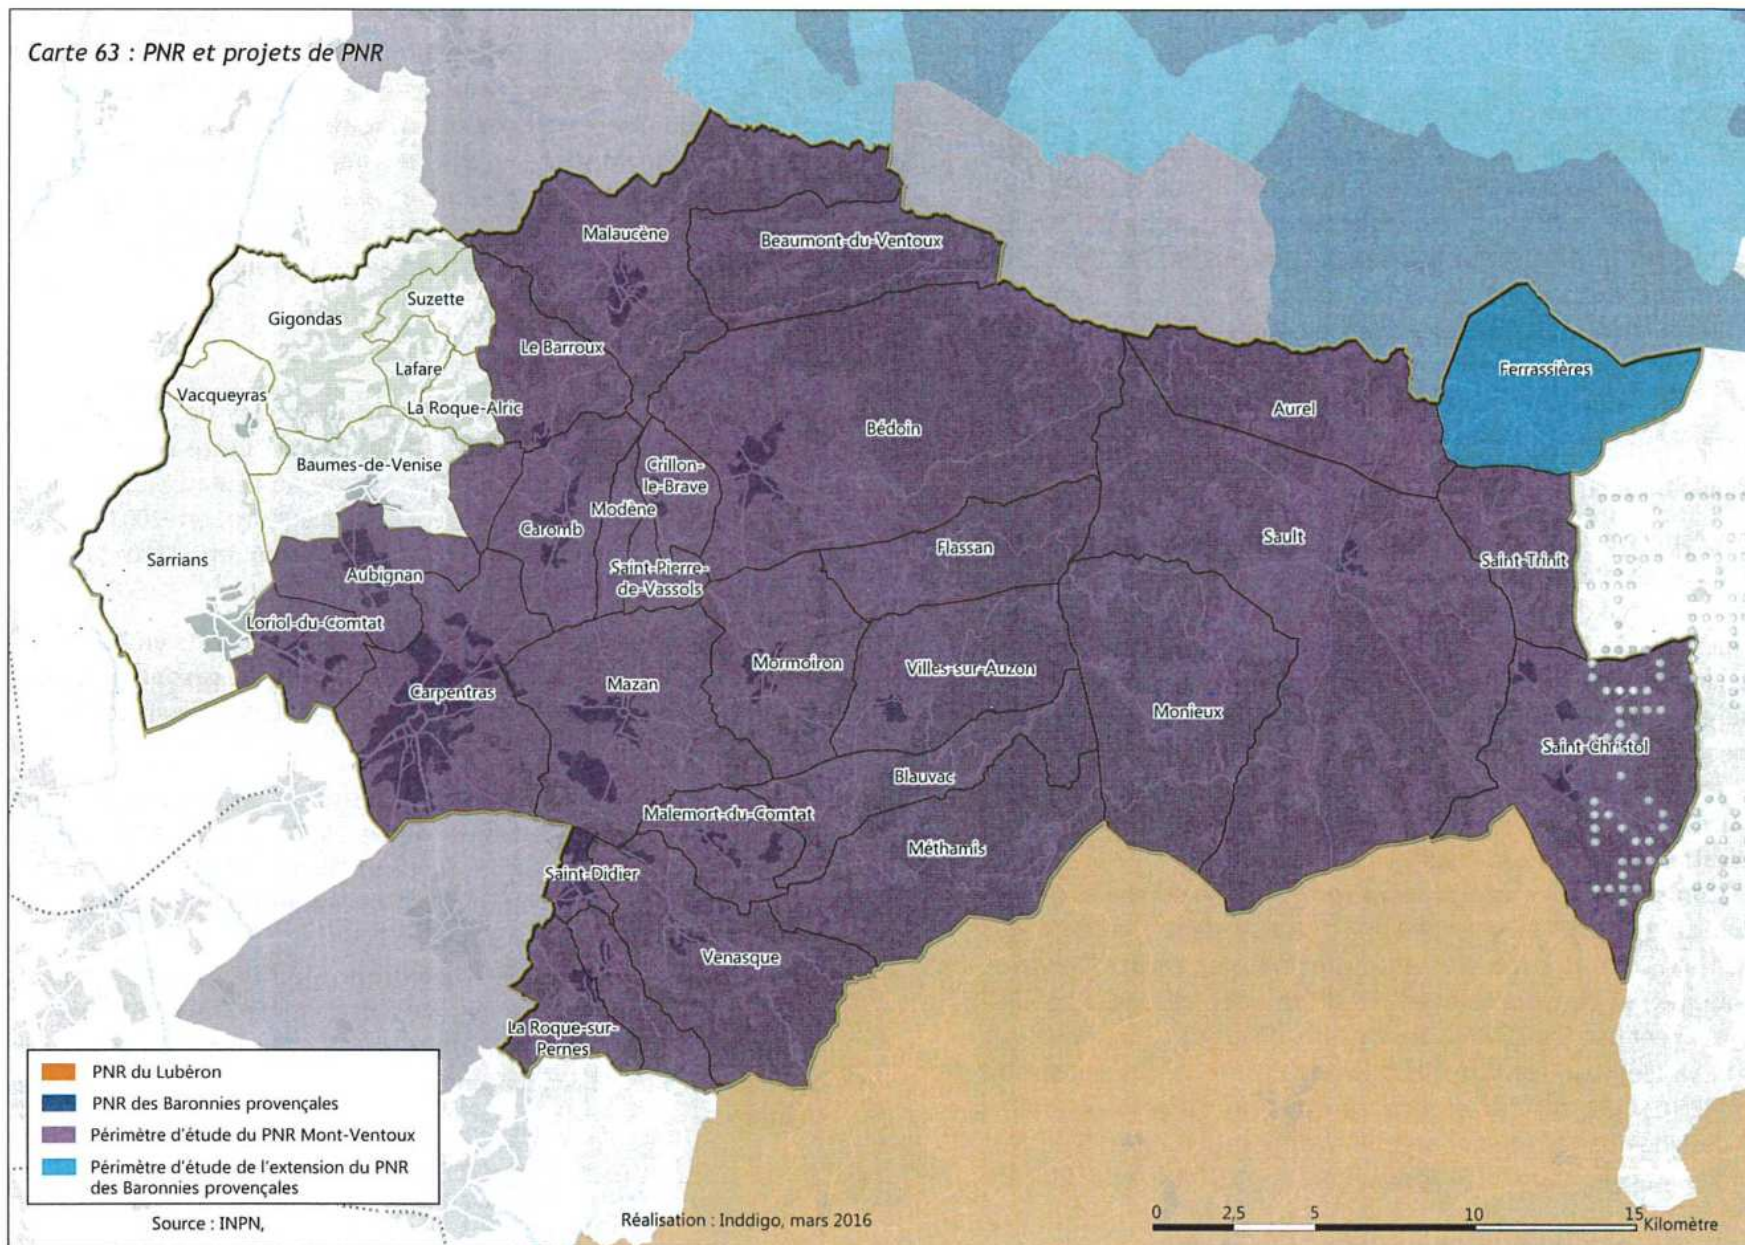 Carte 63 : PNR et projets de PNR
Malaucène
Beaumont-du-Ventoux
Suzette
Gigondas
Le Barroux
Lafare
Ferrassières
Vacqueyras
La Roque-Alric
Aurel
Bédoin
Baumes-de-Venise
Crillon-
le-Brave
Modène
Caromb
Sault
Flassan
Sarrians
Saint-Trinit
Aubignan
Saint-Pierre-
de-Vassols
Loriol-du-Comtat
Mormoiron
Villes-sur-Auzon
Mazan
Carpentras
Monieux
Saint-Christol
Blauvac
Malemort-du-Comtat
Méthamis
Saint-Didier
Venasque
La Roque-sur-
Pernes
PNR du Lubéron
PNR des Baronnies provençales
Périmètre d'étude du PNR Mont-Ventoux
Périmètre d'étude de l'extension du PNR
des Baronnies provençales
Source : INPN,
Réalisation : Inddigo, mars 2016
0 2,5 5 10 15
Kilomètre